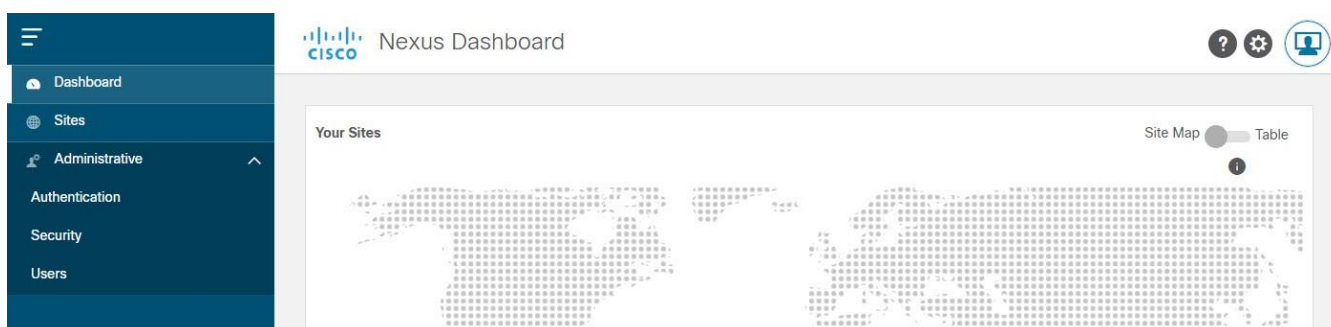 CISCO Nexus Dashboard
Dashboard
Sites
Administrative
Authentication
Security
Users
Your Sites
Site Map Table